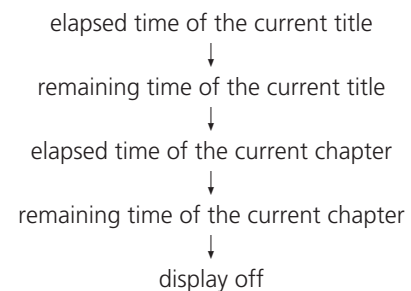 elapsed time of the current title
↓
remaining time of the current title
↓
elapsed time of the current chapter
↓
remaining time of the current chapter
↓
display off